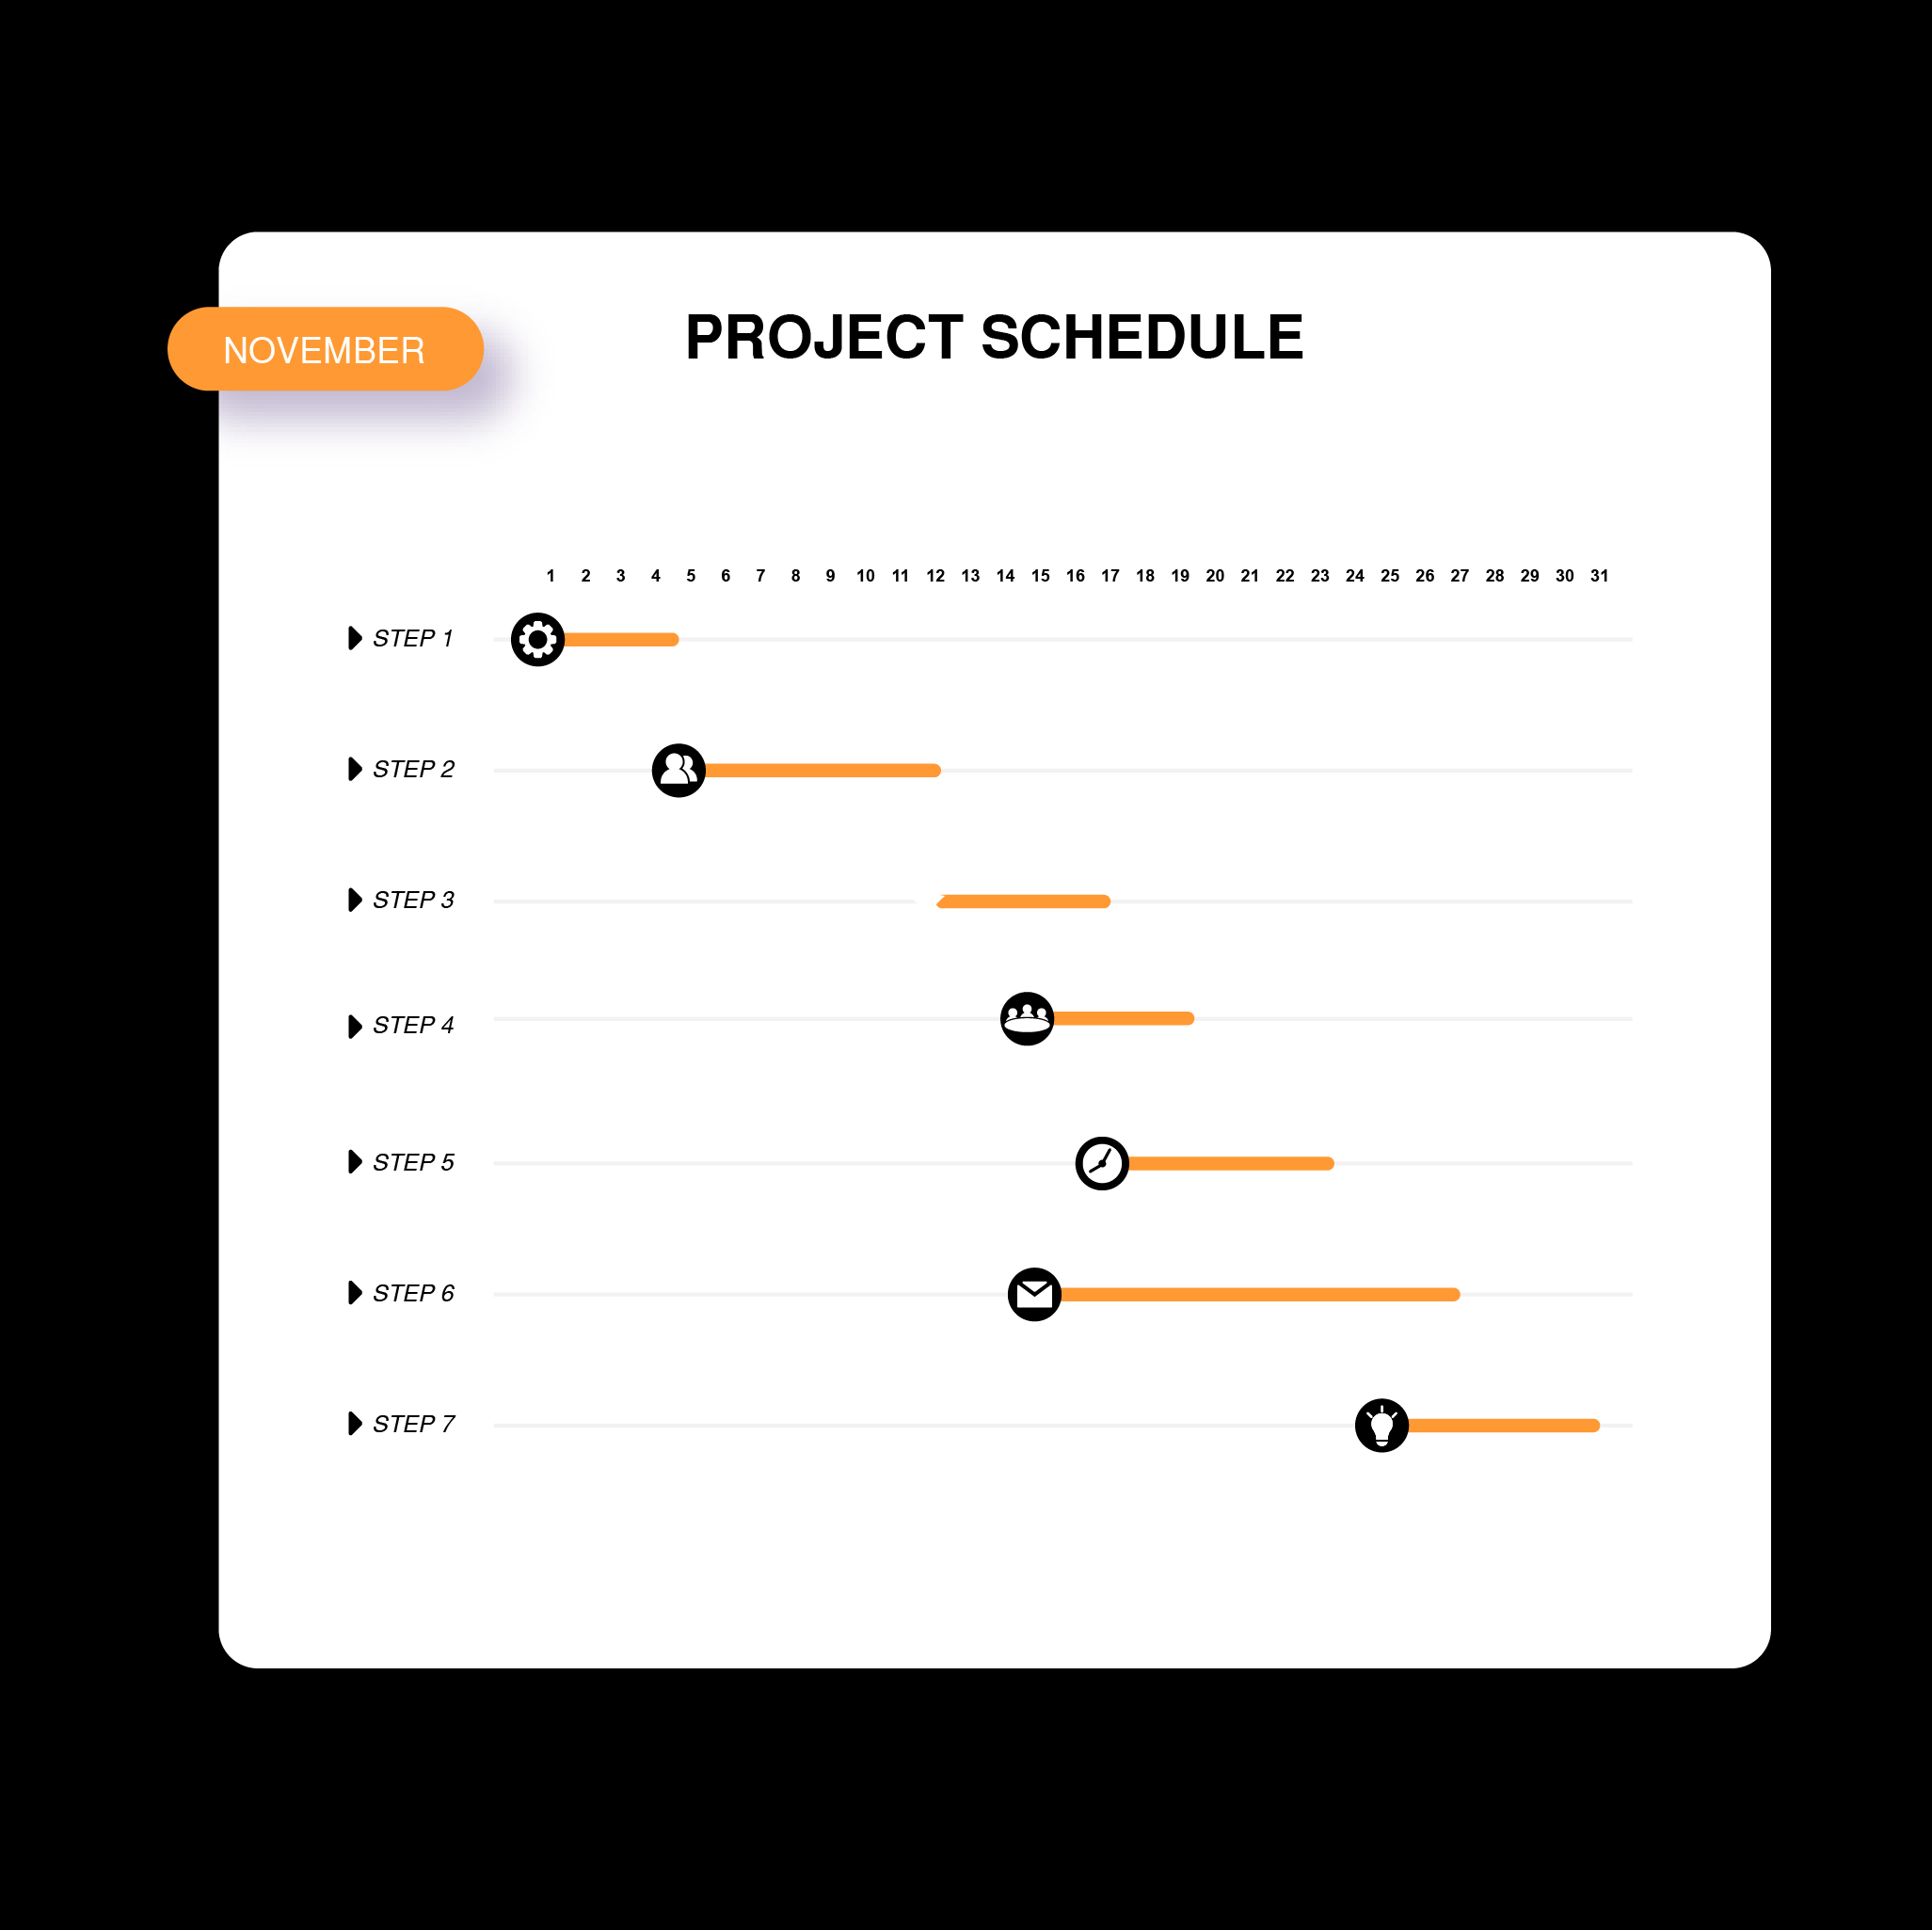 PROJECT SCHEDULE
NOVEMBER
1 2 3 4 5 6 7 8 9 10 11 12 13 14 15 16 17 18 19 20 21 22 23 24 25 26 27 28 29 30 31
STEP 1
STEP 2
STEP 3
STEP 4
STEP 5
STEP 6
STEP 7